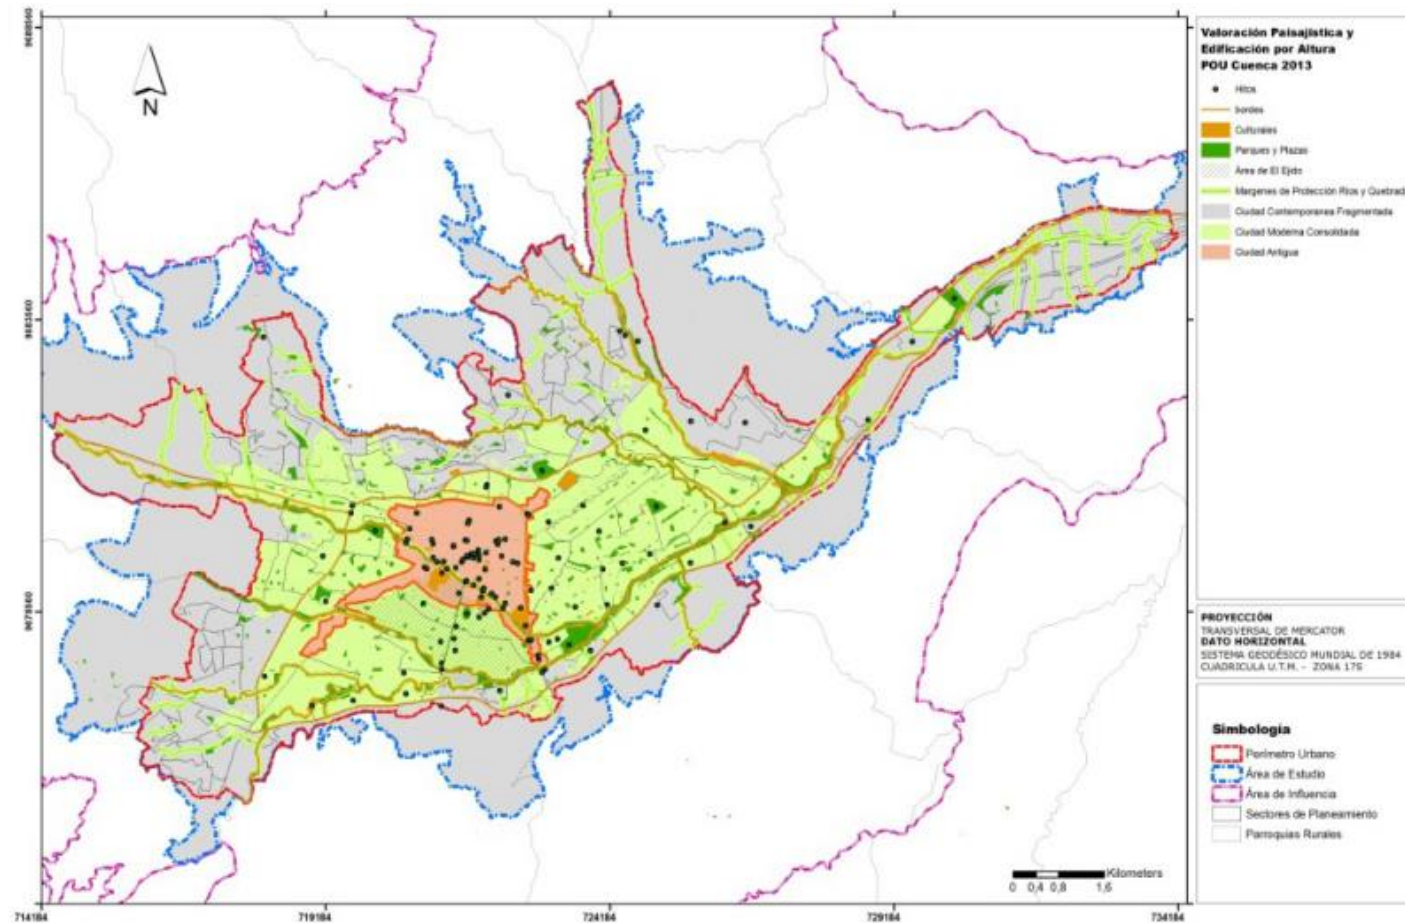 Valoración Paisajística y
Edificación por Altura
POU Cuenca 2013
Hitos
bordes
Culturales
Parques y Plazas
Área de El Ejido
Margenes de Protección Ríos y Quebrad
Ciudad Contemporanea Fragmentada
Ciudad Moderna Consolidada
Ciudad Antigua
N
9688560
9683560
9678560
714184
719184
724184
729184
734184
Kilometers
0 0,4 0,8 1,6
PROYECCIÓN
TRANSVERSAL DE MERCATOR
DATO HORIZONTAL
SISTEMA GEODÉSICO MUNDIAL DE 1984
CUADRICULA U.T.M. - ZONA 17S
Simbología
Perímetro Urbano
Área de Estudio
Área de Influencia
Sectores de Planeamiento
Parroquias Rurales